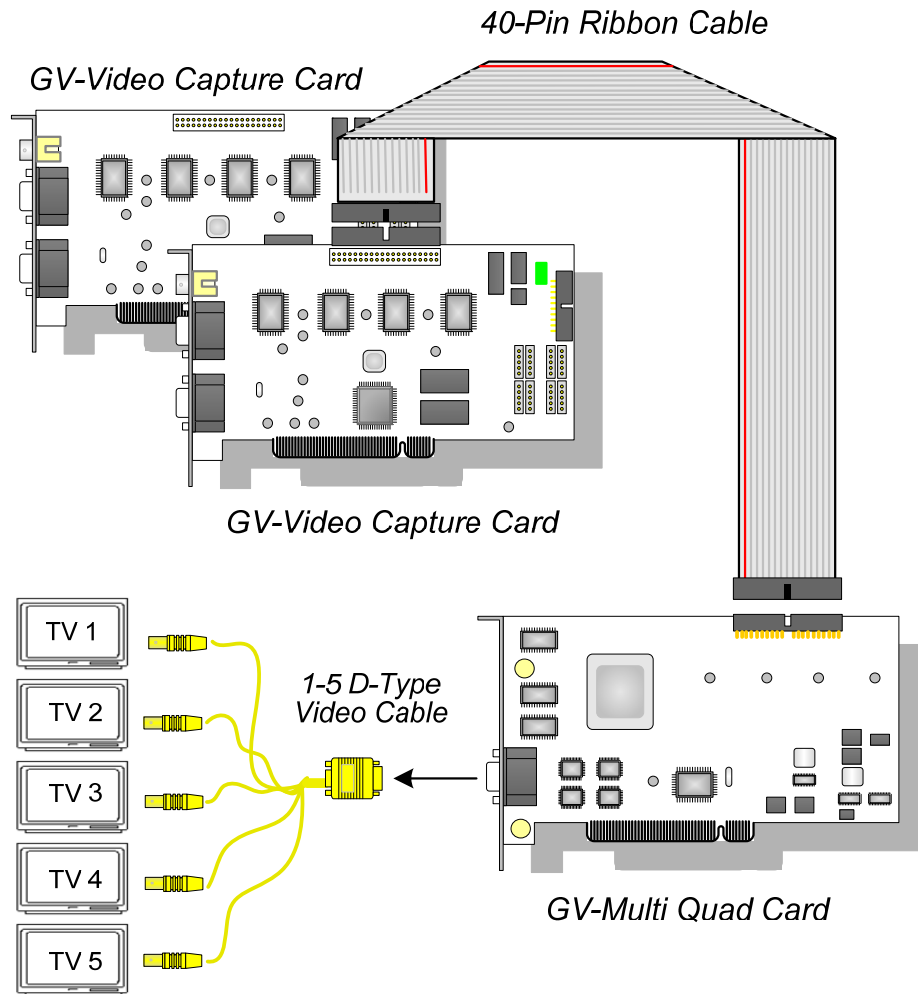 40-Pin Ribbon Cable
GV-Video Capture Card
GV-Video Capture Card
TV 1
TV 2
TV 3
TV 4
TV 5
1-5 D-Type
Video Cable
GV-Multi Quad Card